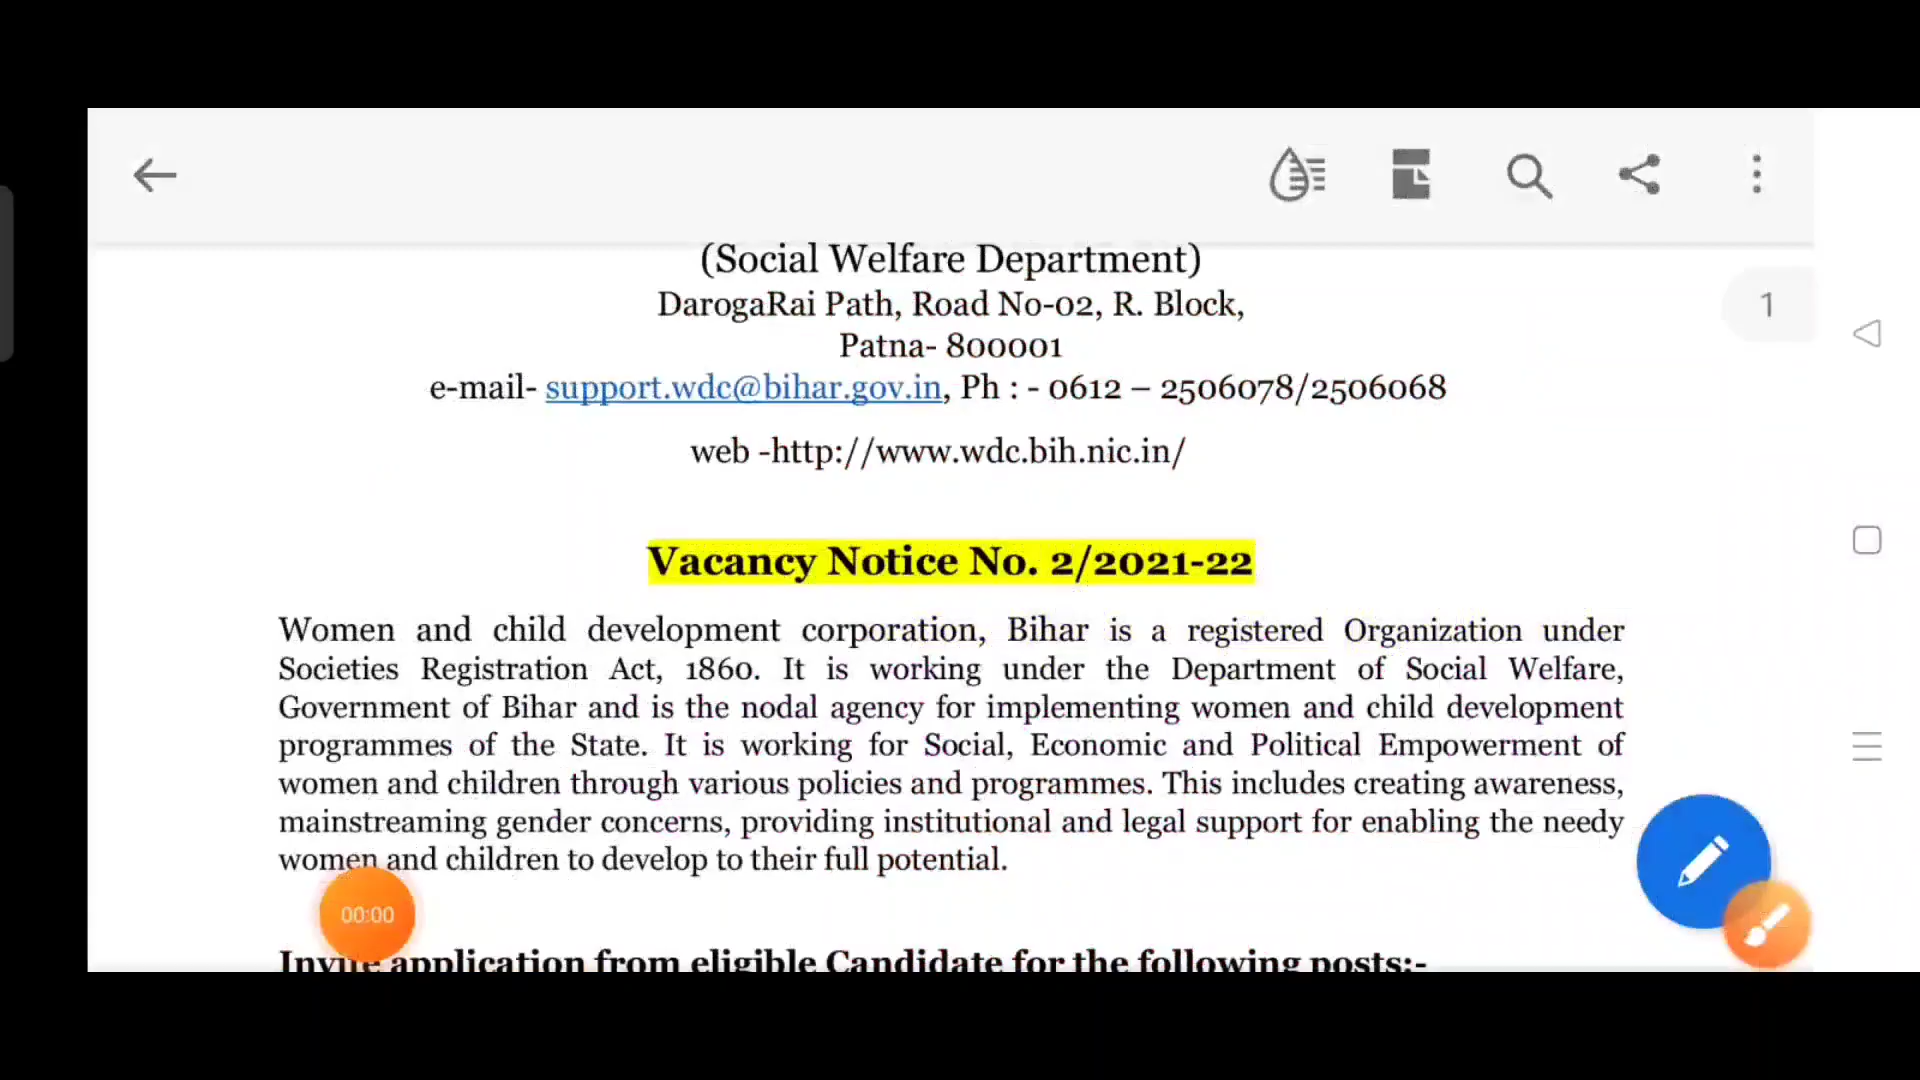 (Social Welfare Department)
DarogaRai Path, Road No-02, R. Block,
1
Patna- 800001
e-mail- support.wdc@bihar.gov.in, Ph : - 0612 – 2506078/2506068
web -http://www.wdc.bih.nic.in/
Vacancy Notice No. 2/2021-22
Women and child development corporation, Bihar is a registered Organization under
Societies Registration Act, 1860. It is working under the Department of Social Welfare,
Government of Bihar and is the nodal agency for implementing women and child development
programmes of the State. It is working for Social, Economic and Political Empowerment of
women and children through various policies and programmes. This includes creating awareness,
mainstreaming gender concerns, providing institutional and legal support for enabling the needy
women and children to develop to their full potential.
00:00
Invite application from eligible Candidate for the following posts:-